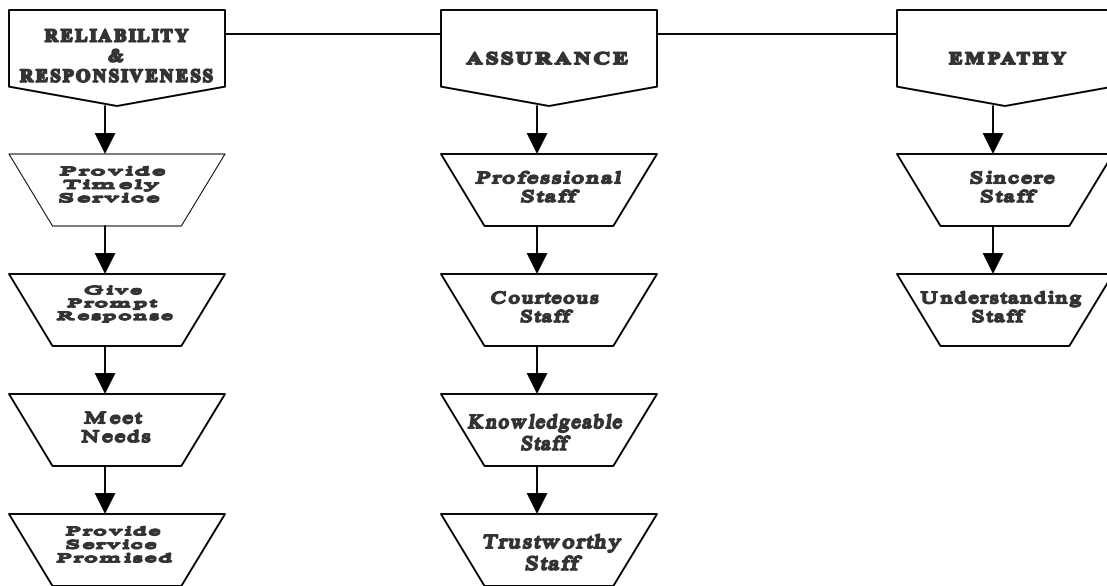 RELIABILITY
&
RESPONSIVENESS
Provide
Timely
Service
Give
Prompt
Response
Meet
Needs
Provide
Service
Promised
ASSURANCE
Professional
Staff
Courteous
Staff
Knowledgeable
Staff
Trustworthy
Staff
EMPATHY
Sincere
Staff
Understanding
Staff